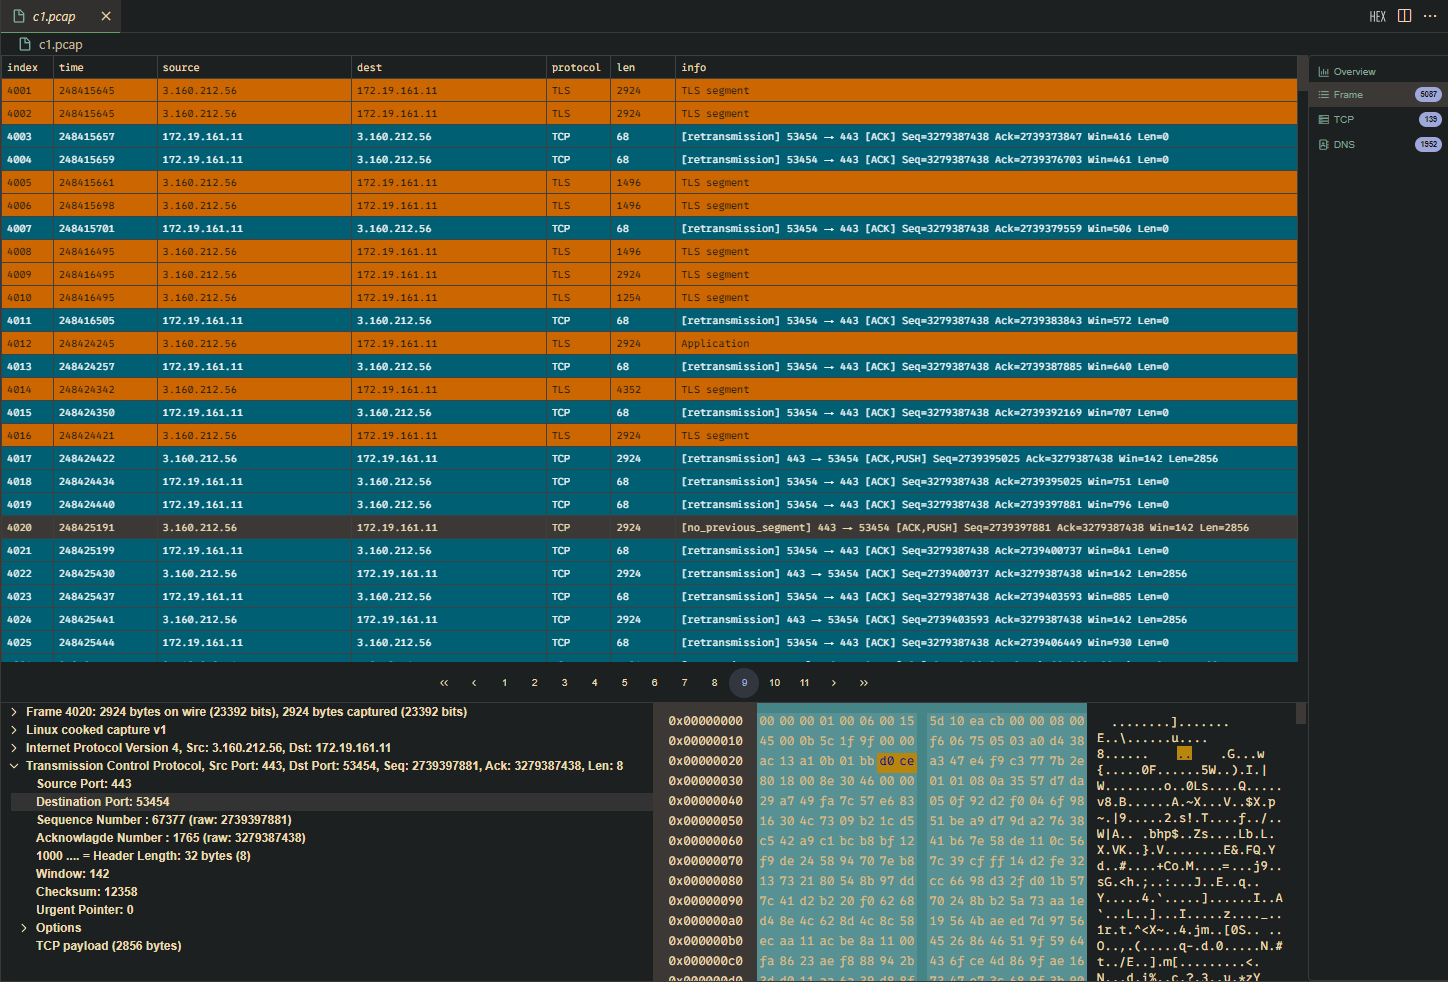 c1.pcap
HEX
c1.pcap
index time source dest protocol len info
4001 248415645 3.160.212.56 172.19.161.11 TLS 2924 TLS segment
4002 248415645 3.160.212.56 172.19.161.11 TLS 2924 TLS segment
4003 248415657 172.19.161.11 3.160.212.56 TCP 68 [retransmission] 53454 → 443 [ACK] Seq=3279387438 Ack=2739373847 Win=416 Len=0
4004 248415659 172.19.161.11 3.160.212.56 TCP 68 [retransmission] 53454 → 443 [ACK] Seq=3279387438 Ack=2739376703 Win=461 Len=0
4005 248415661 3.160.212.56 172.19.161.11 TLS 1496 TLS segment
4006 248415698 3.160.212.56 172.19.161.11 TLS 1496 TLS segment
4007 248415701 172.19.161.11 3.160.212.56 TCP 68 [retransmission] 53454 → 443 [ACK] Seq=3279387438 Ack=2739379559 Win=506 Len=0
4008 248416495 3.160.212.56 172.19.161.11 TLS 1496 TLS segment
4009 248416495 3.160.212.56 172.19.161.11 TLS 2924 TLS segment
4010 248416495 3.160.212.56 172.19.161.11 TLS 1254 TLS segment
4011 248416505 172.19.161.11 3.160.212.56 TCP 68 [retransmission] 53454 → 443 [ACK] Seq=3279387438 Ack=2739383843 Win=572 Len=0
4012 248424245 3.160.212.56 172.19.161.11 TLS 2924 Application
4013 248424257 172.19.161.11 3.160.212.56 TCP 68 [retransmission] 53454 → 443 [ACK] Seq=3279387438 Ack=2739387885 Win=640 Len=0
4014 248424342 3.160.212.56 172.19.161.11 TLS 4352 TLS segment
4015 248424350 172.19.161.11 3.160.212.56 TCP 68 [retransmission] 53454 → 443 [ACK] Seq=3279387438 Ack=2739392169 Win=707 Len=0
4016 248424421 3.160.212.56 172.19.161.11 TLS 2924 TLS segment
4017 248424422 3.160.212.56 172.19.161.11 TCP 2924 [retransmission] 443 → 53454 [ACK,PUSH] Seq=2739395025 Ack=3279387438 Win=142 Len=2856
4018 248424434 172.19.161.11 3.160.212.56 TCP 68 [retransmission] 53454 → 443 [ACK] Seq=3279387438 Ack=2739395025 Win=751 Len=0
4019 248424440 172.19.161.11 3.160.212.56 TCP 68 [retransmission] 53454 → 443 [ACK] Seq=3279387438 Ack=2739397881 Win=796 Len=0
4020 248425191 3.160.212.56 172.19.161.11 TCP 2924 [no_previous_segment] 443 → 53454 [ACK,PUSH] Seq=2739397881 Ack=3279387438 Win=142 Len=2856
4021 248425199 172.19.161.11 3.160.212.56 TCP 68 [retransmission] 53454 → 443 [ACK] Seq=3279387438 Ack=2739400737 Win=841 Len=0
4022 248425430 3.160.212.56 172.19.161.11 TCP 2924 [retransmission] 443 → 53454 [ACK] Seq=2739400737 Ack=3279387438 Win=142 Len=2856
4023 248425437 172.19.161.11 3.160.212.56 TCP 68 [retransmission] 53454 → 443 [ACK] Seq=3279387438 Ack=2739403593 Win=885 Len=0
4024 248425441 3.160.212.56 172.19.161.11 TCP 2924 [retransmission] 443 → 53454 [ACK] Seq=2739403593 Ack=3279387438 Win=142 Len=2856
4025 248425444 172.19.161.11 3.160.212.56 TCP 68 [retransmission] 53454 → 443 [ACK] Seq=3279387438 Ack=2739406449 Win=930 Len=0
« ‹ 1 2 3 4 5 6 7 8 9 10 11 › »
Overview
Frame 5087
TCP 139
DNS 1952
Frame 4020: 2924 bytes on wire (23392 bits), 2924 bytes captured (23392 bits)
Linux cooked capture v1
Internet Protocol Version 4, Src: 3.160.212.56, Dst: 172.19.161.11
Transmission Control Protocol, Src Port: 443, Dst Port: 53454, Seq: 2739397881, Ack: 3279387438, Len: 8
Source Port: 443
Destination Port: 53454
Sequence Number : 67377 (raw: 2739397881)
Acknowlagde Number : 1765 (raw: 3279387438)
1000 .... = Header Length: 32 bytes (8)
Window: 142
Checksum: 12358
Urgent Pointer: 0
Options
TCP payload (2856 bytes)
0x00000000 00 00 00 01 00 06 00 15 5d 10 ea cb 00 00 08 00 ........].......
0x00000010 45 00 0b 5c 1f 9f 00 00 f6 06 75 05 03 a0 d4 38 E..\......u....
0x00000020 ac 13 a1 0b 01 bb d0 ce a3 47 e4 f9 c3 77 7b 2e 8...... .. .G...w
0x00000030 80 18 00 8e 30 46 00 00 01 01 08 0a 35 57 d7 da {.....0F......5W..).I.|
0x00000040 29 a7 49 fa 7c 57 e6 83 05 0f 92 d2 f0 04 6f 98 W........o..0Ls....Q.....
0x00000050 16 30 4c 73 09 b2 1c d5 51 be a9 d7 9d a2 76 38 v8.B......A.~X...V..$X.p
0x00000060 c5 42 a9 c1 bc b8 bf 12 41 b6 7e 58 de 11 0c 56 ~.|9.....2.s!.T....ƒ../..
0x00000070 f9 de 24 58 94 70 7e b8 7c 39 cf ff 14 d2 fe 32 W|A.. .bhp$..Zs....Lb.L.
0x00000080 13 73 21 80 54 8b 97 dd cc 66 98 d3 2f d0 1b 57 X.VK..}.V.......E&.FQ.Y
0x00000090 7c 41 d2 b2 20 f0 62 68 70 24 8b b2 5a 73 aa 1e d..#....+Co.M....=...j9..
0x000000a0 d4 8e 4c 62 8d 4c 8c 58 19 56 4b ae ed 7d 97 56
0x000000b0 ec aa 11 ac be 8a 11 00 45 26 86 46 51 9f 59 64
0x000000c0 fa 86 23 ae f8 88 94 2b 43 6f ce 4d 86 9f ae 16